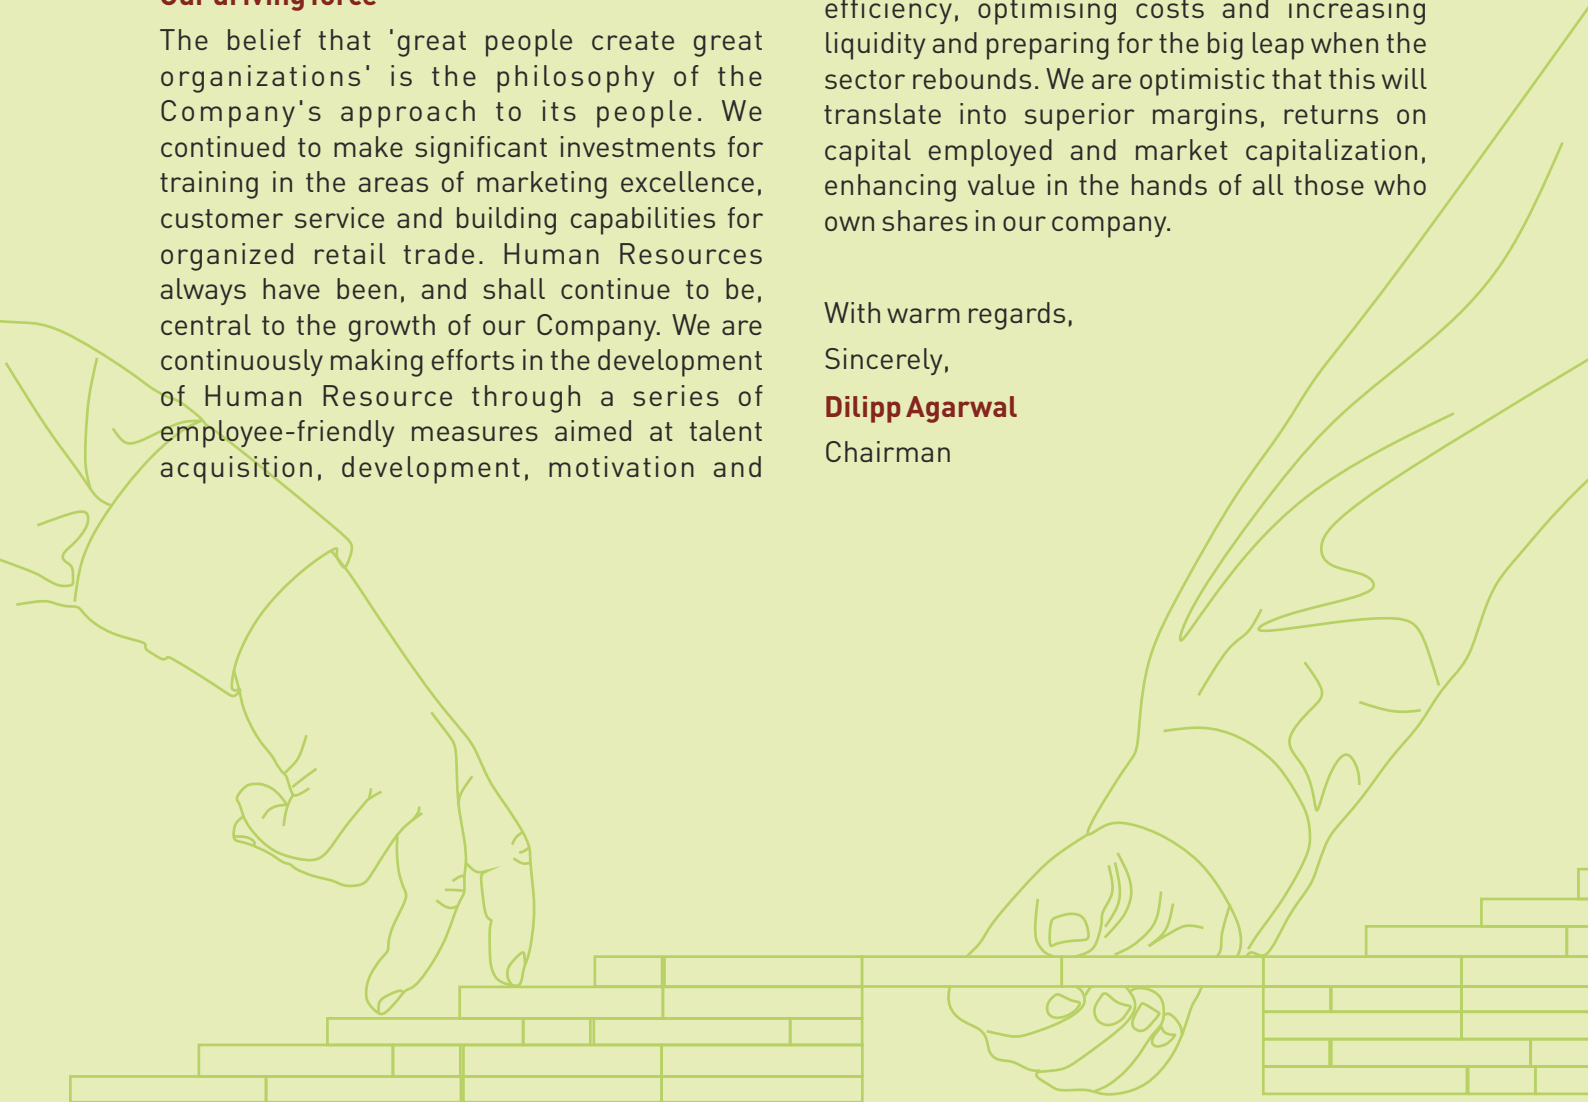 Our driving force
The belief that 'great people create great
organizations' is the philosophy of the
Company's approach to its people. We
continued to make significant investments for
training in the areas of marketing excellence,
customer service and building capabilities for
organized retail trade. Human Resources
always have been, and shall continue to be,
central to the growth of our Company. We are
continuously making efforts in the development
of Human Resource through a series of
employee-friendly measures aimed at talent
acquisition, development, motivation and
efficiency, optimising costs and increasing
liquidity and preparing for the big leap when the
sector rebounds. We are optimistic that this will
translate into superior margins, returns on
capital employed and market capitalization,
enhancing value in the hands of all those who
own shares in our company.
With warm regards,
Sincerely,
Dilipp Agarwal
Chairman